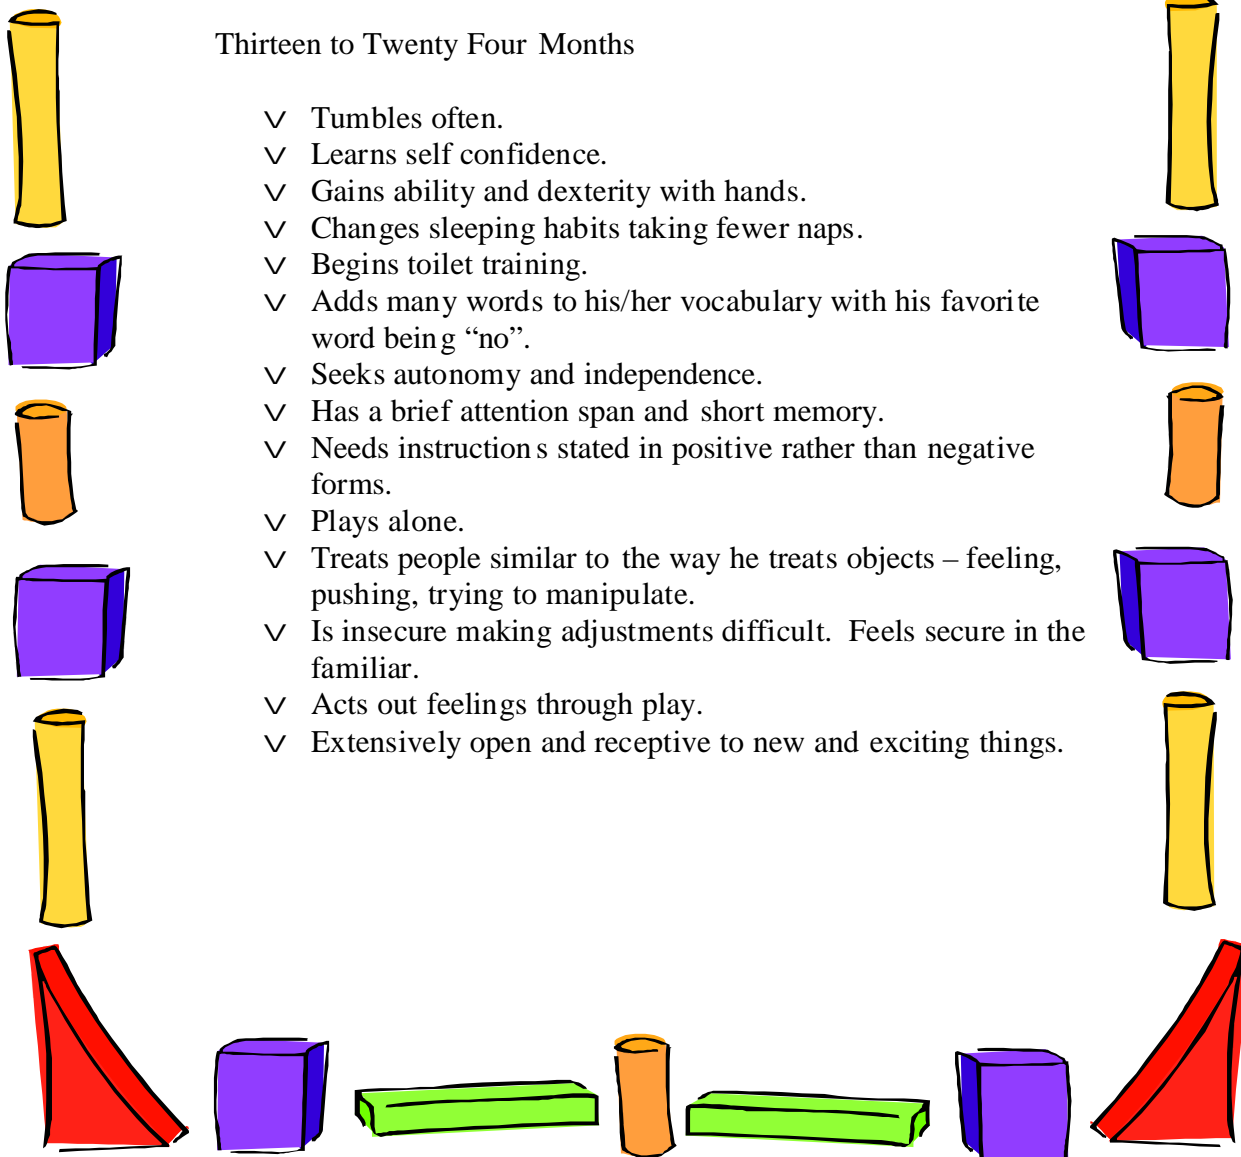 Thirteen to Twenty Four Months
v Tumbles often.
v Learns self confidence.
v Gains ability and dexterity with hands.
v Changes sleeping habits taking fewer naps.
v Begins toilet training.
v Adds many words to his/her vocabulary with his favorite
word being “no”.
v Seeks autonomy and independence.
v Has a brief attention span and short memory.
v Needs instructions stated in positive rather than negative
forms.
v Plays alone.
v Treats people similar to the way he treats objects – feeling,
pushing, trying to manipulate.
v Is insecure making adjustments difficult.  Feels secure in the
familiar.
v Acts out feelings through play.
v Extensively open and receptive to new and exciting things.